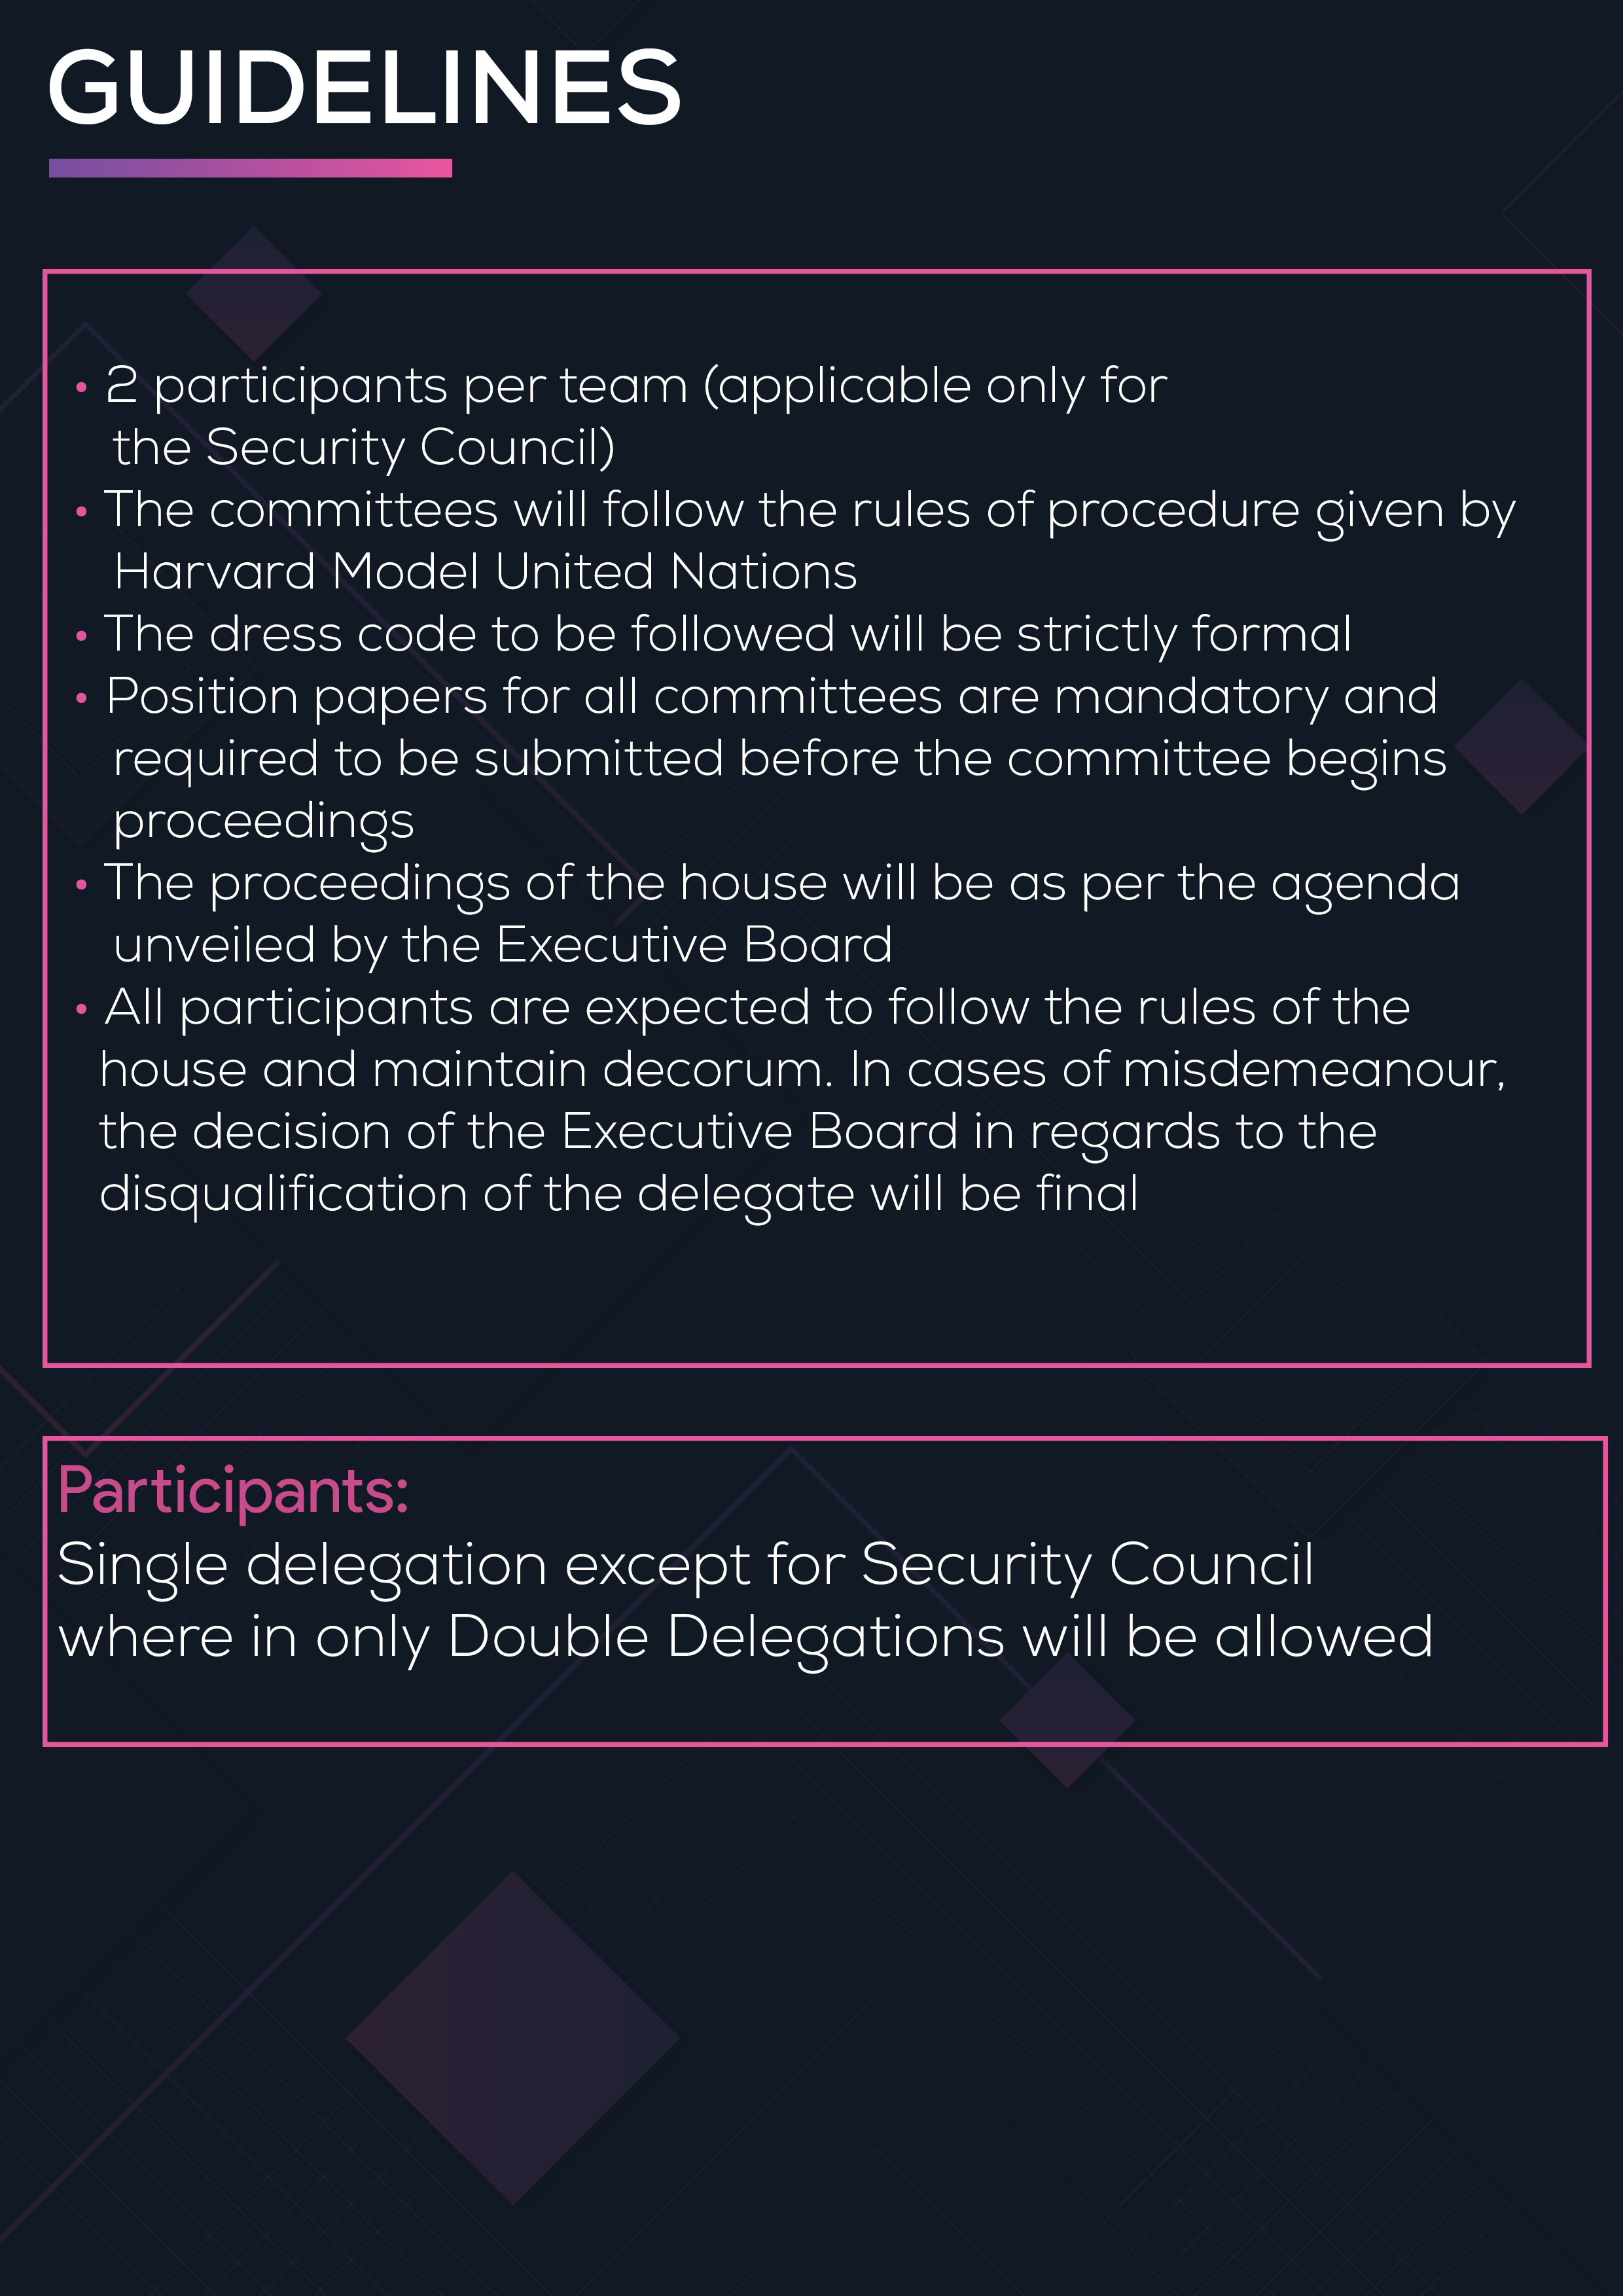 GUIDELINES
• 2 participants per team (applicable only for
the Security Council)
• The committees will follow the rules of procedure given by
Harvard Model United Nations
• The dress code to be followed will be strictly formal
• Position papers for all committees are mandatory and
required to be submitted before the committee begins
proceedings
• The proceedings of the house will be as per the agenda
unveiled by the Executive Board
• All participants are expected to follow the rules of the
house and maintain decorum. In cases of misdemeanour,
the decision of the Executive Board in regards to the
disqualification of the delegate will be final
Participants:
Single delegation except for Security Council
where in only Double Delegations will be allowed